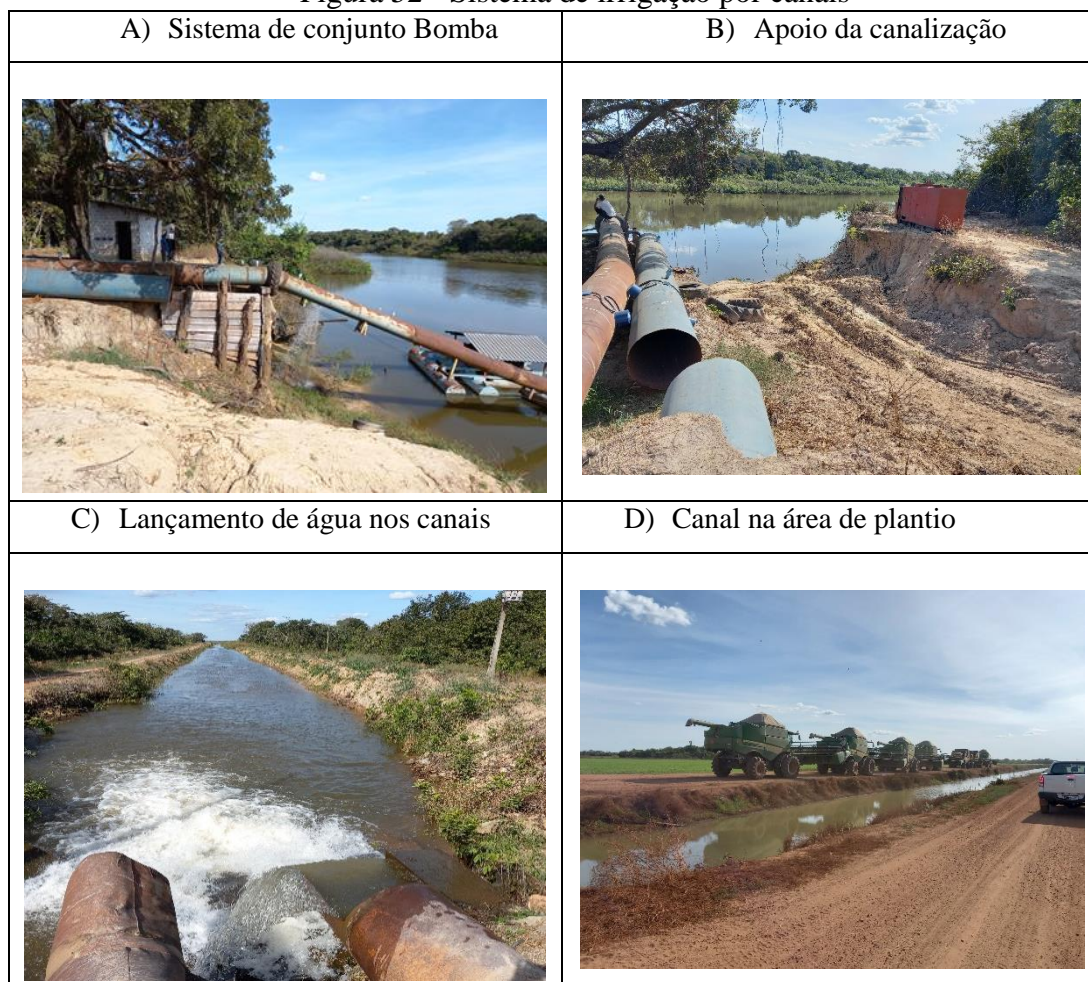 Figura 32 - Sistema de irrigação por canais
A) Sistema de conjunto Bomba
B) Apoio da canalização
C) Lançamento de água nos canais
D) Canal na área de plantio